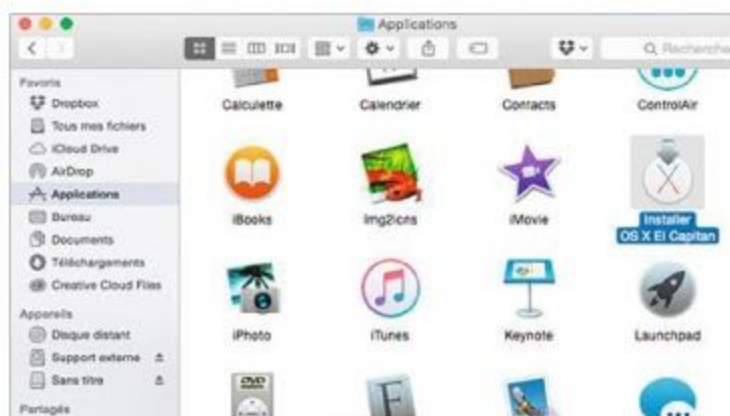 Applications
Recherche
Favoris
Dropbox
Tous mes fichiers
iCloud Drive
AirDrop
Applications
Bureau
Documents
Téléchargements
Creative Cloud Files
Appareils
Disque distant
Support externe
Sans titre
Partagés
Calculette
Calendrier
Contacts
ControlAir
iBooks
Img2icns
iMovie
Installer
OS X El Capitan
iPhoto
iTunes
Keynote
Launchpad
DVD
F